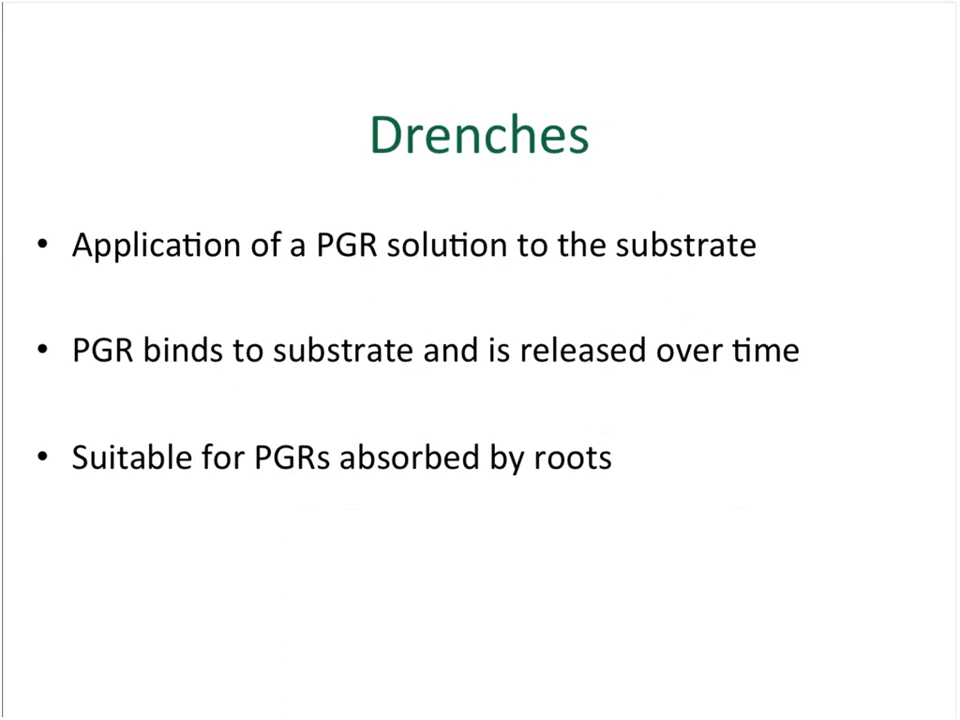 Drenches
• Application of a PGR solution to the substrate
• PGR binds to substrate and is released over time
• Suitable for PGRs absorbed by roots